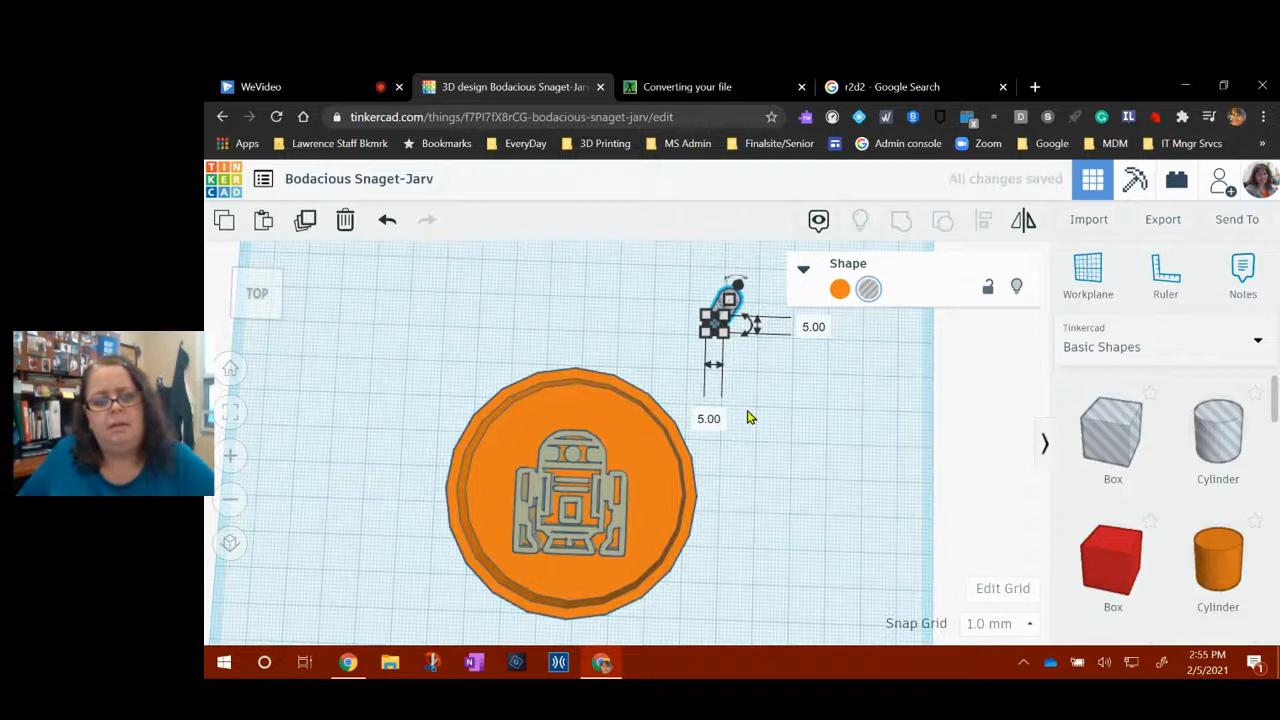 WeVideo
3D design Bodacious Snaget-Jarv
Converting your file
r2d2 - Google Search
tinkercad.com/things/f7PI7fX8rCG-bodacious-snaget-jarv/edit
Apps
Lawrence Staff Bkmrk
Bookmarks
EveryDay
3D Printing
MS Admin
Finalsite/Senior
Admin console
Zoom
Google
MDM
IT Mngr Srvcs
TIN
KER
CAD
Bodacious Snaget-Jarv
All changes saved
Import
Export
Send To
TOP
Shape
5.00
5.00
Workplane
Ruler
Notes
Tinkercad
Basic Shapes
Box
Cylinder
Box
Cylinder
Edit Grid
Snap Grid
1.0 mm
2:55 PM
2/5/2021